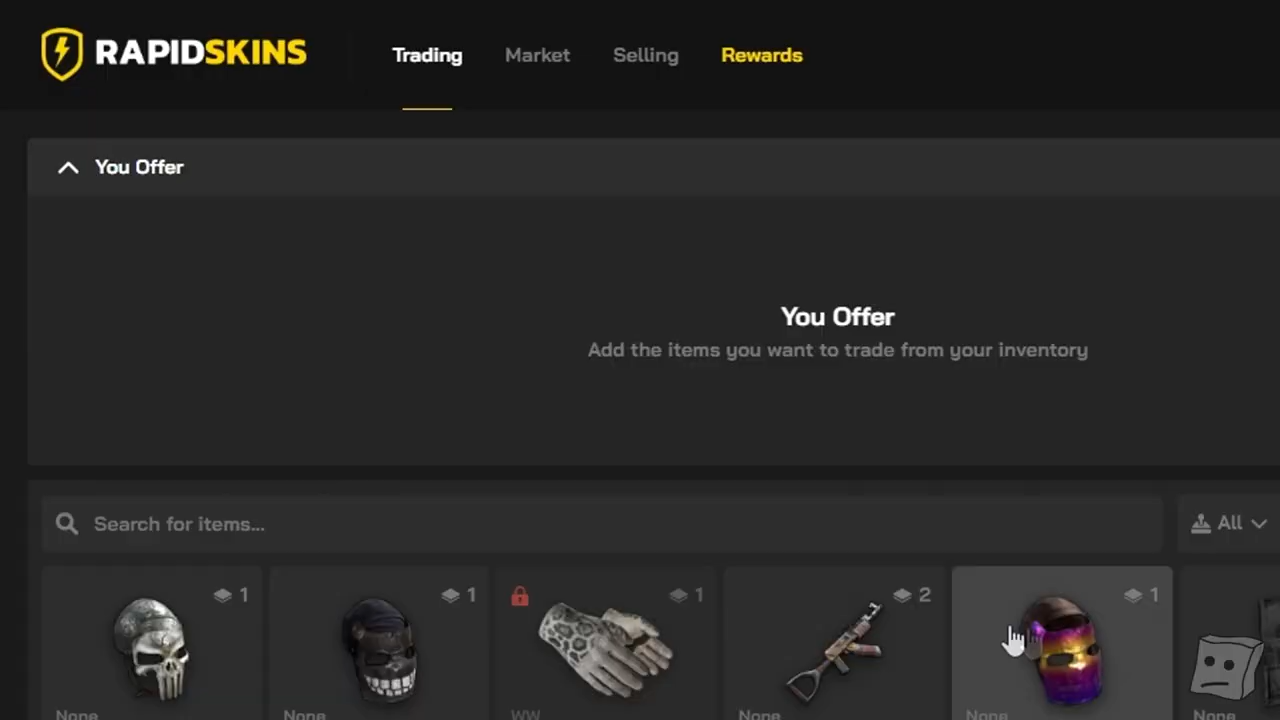 RAPIDSKINS
Trading
Market
Selling
Rewards
You Offer
You Offer
Add the items you want to trade from your inventory
Search for items...
All
1
1
1
2
1
None
None
WW
None
None